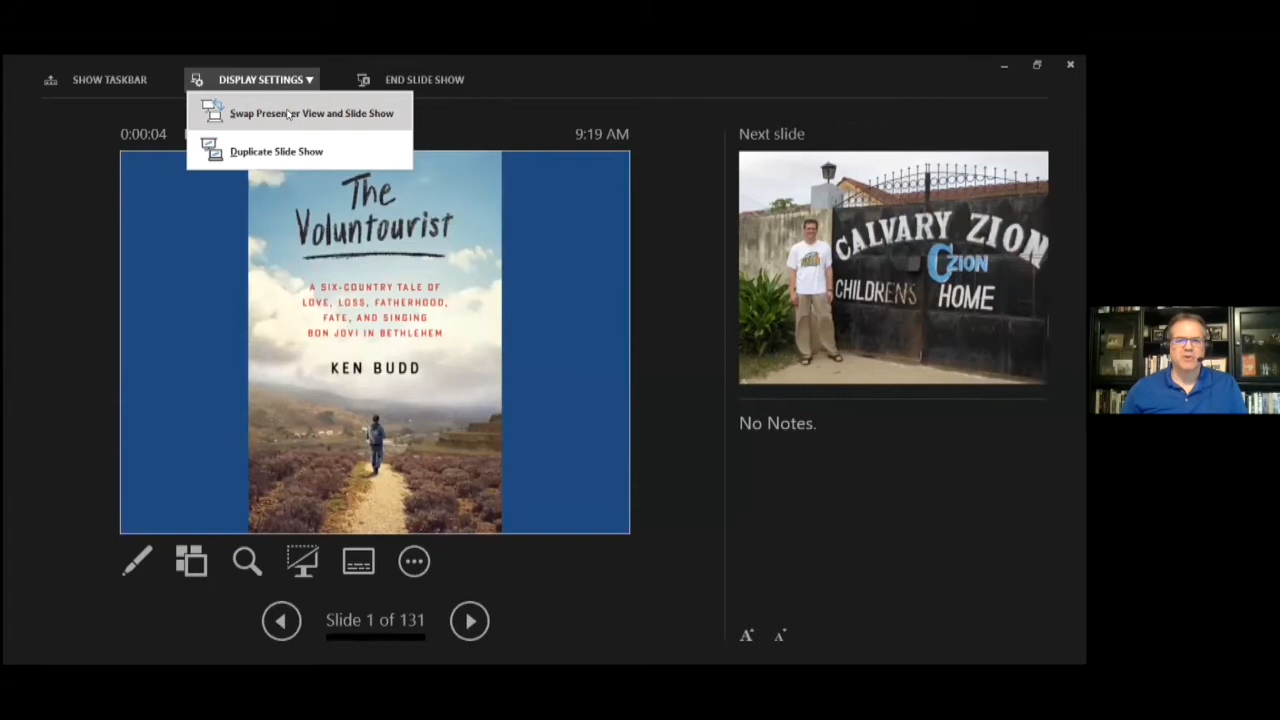 SHOW TASKBAR
DISPLAY SETTINGS ▼
END SLIDE SHOW
Swap Presenter View and Slide Show
Duplicate Slide Show
0:00:04
9:19 AM
Next slide
The
Voluntourist
A SIX-COUNTRY TALE OF
LOVE, LOSS, FATHERHOOD,
FATE, AND SINGING
BON JOVI IN BETHLEHEM
KEN BUDD
CALVARY ZION
CZION
CHILDRENS HOME
No Notes.
Slide 1 of 131
A A